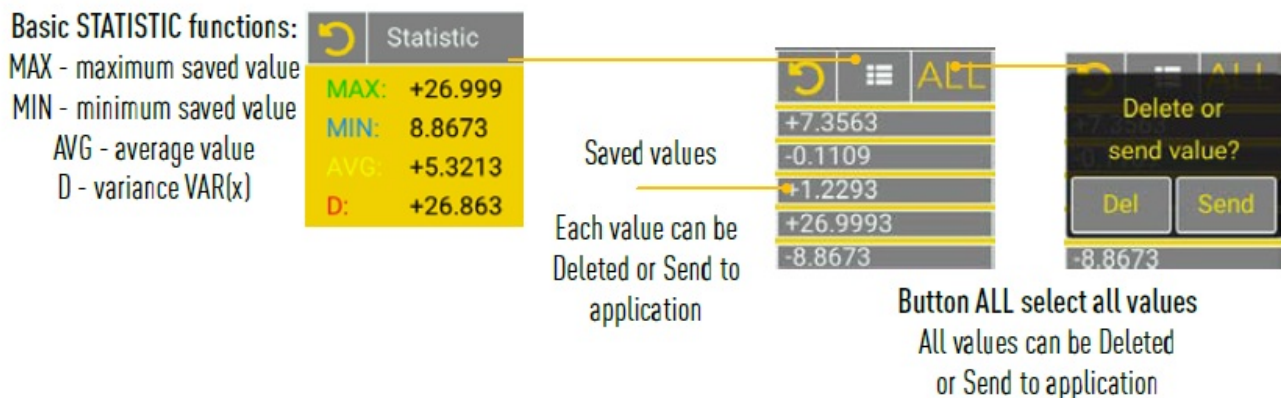 Basic STATISTIC functions:
MAX - maximum saved value
MIN - minimum saved value
AVG - average value
D - variance VAR(x)
Statistic
MAX: +26.999
MIN: 8.8673
AVG: +5.3213
D: +26.863
Saved values
Each value can be
Deleted or Send to
application
ALL
+7.3563
-0.1109
+1.2293
+26.9993
-8.8673
ALL
+7.3563
Delete or
send value?
Del Send
-8.8673
Button ALL select all values
All values can be Deleted
or Send to application